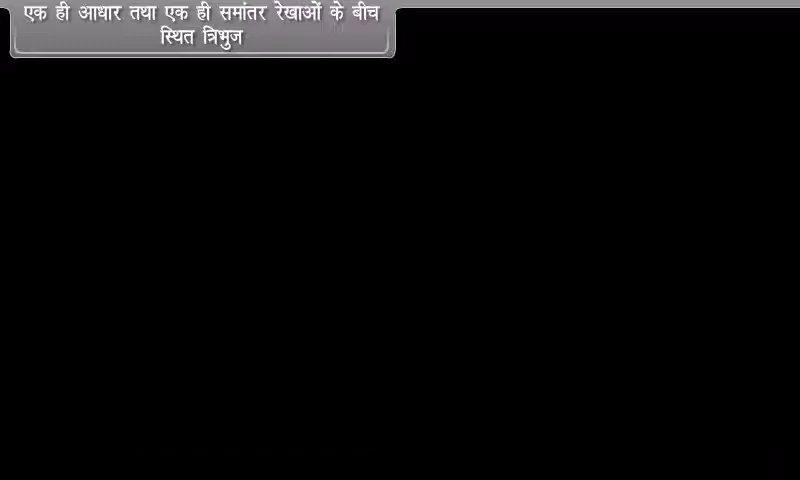 एक ही आधार तथा एक ही समांतर रेखाओं के बीच
स्थित त्रिभुज